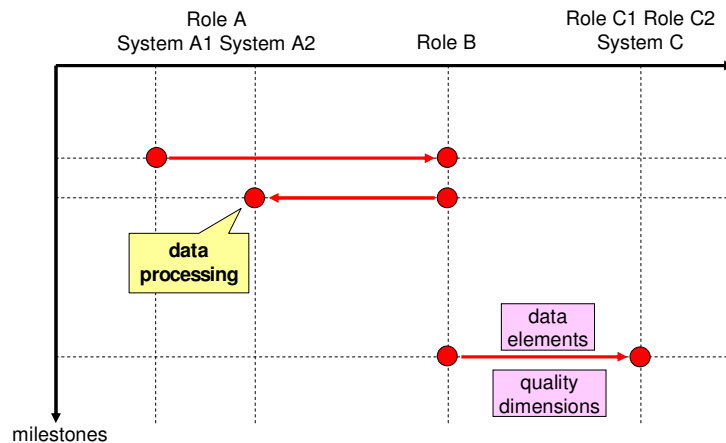 Role A
System A1 System A2
Role B
Role C1 Role C2
System C
data
processing
data
elements
quality
dimensions
milestones